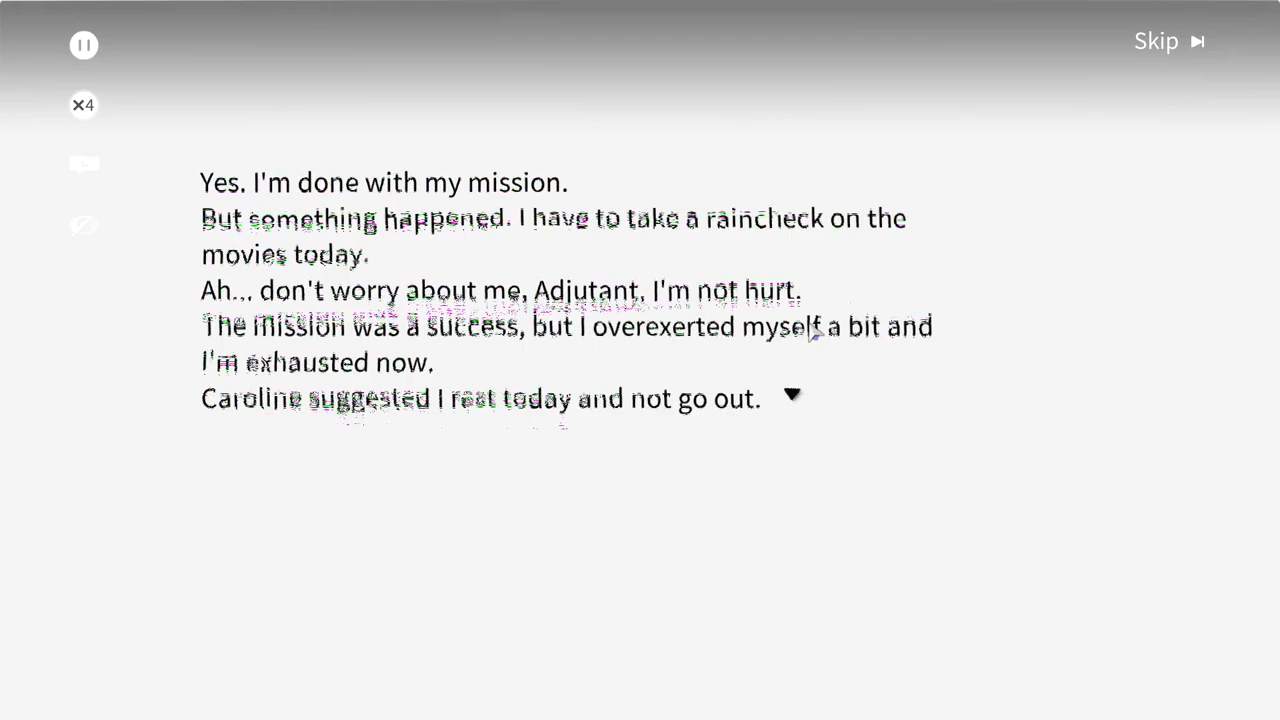 Skip
×4
Yes. I'm done with my mission.
But something happened. I have to take a raincheck on the
movies today.
Ah... don't worry about me, Adjutant, I'm not hurt.
The mission was a success, but I overexerted myself a bit and
I'm exhausted now.
Caroline suggested I rest today and not go out.